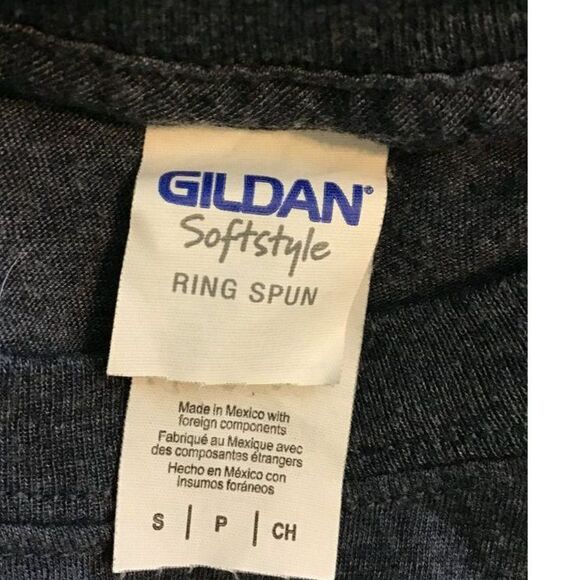 GILDAN®
Softstyle
RING SPUN
Made in Mexico with
foreign components
Fabriqué au Mexique avec
des composantes étrangers
Hecho en México con
insumos foráneos
S | P | CH